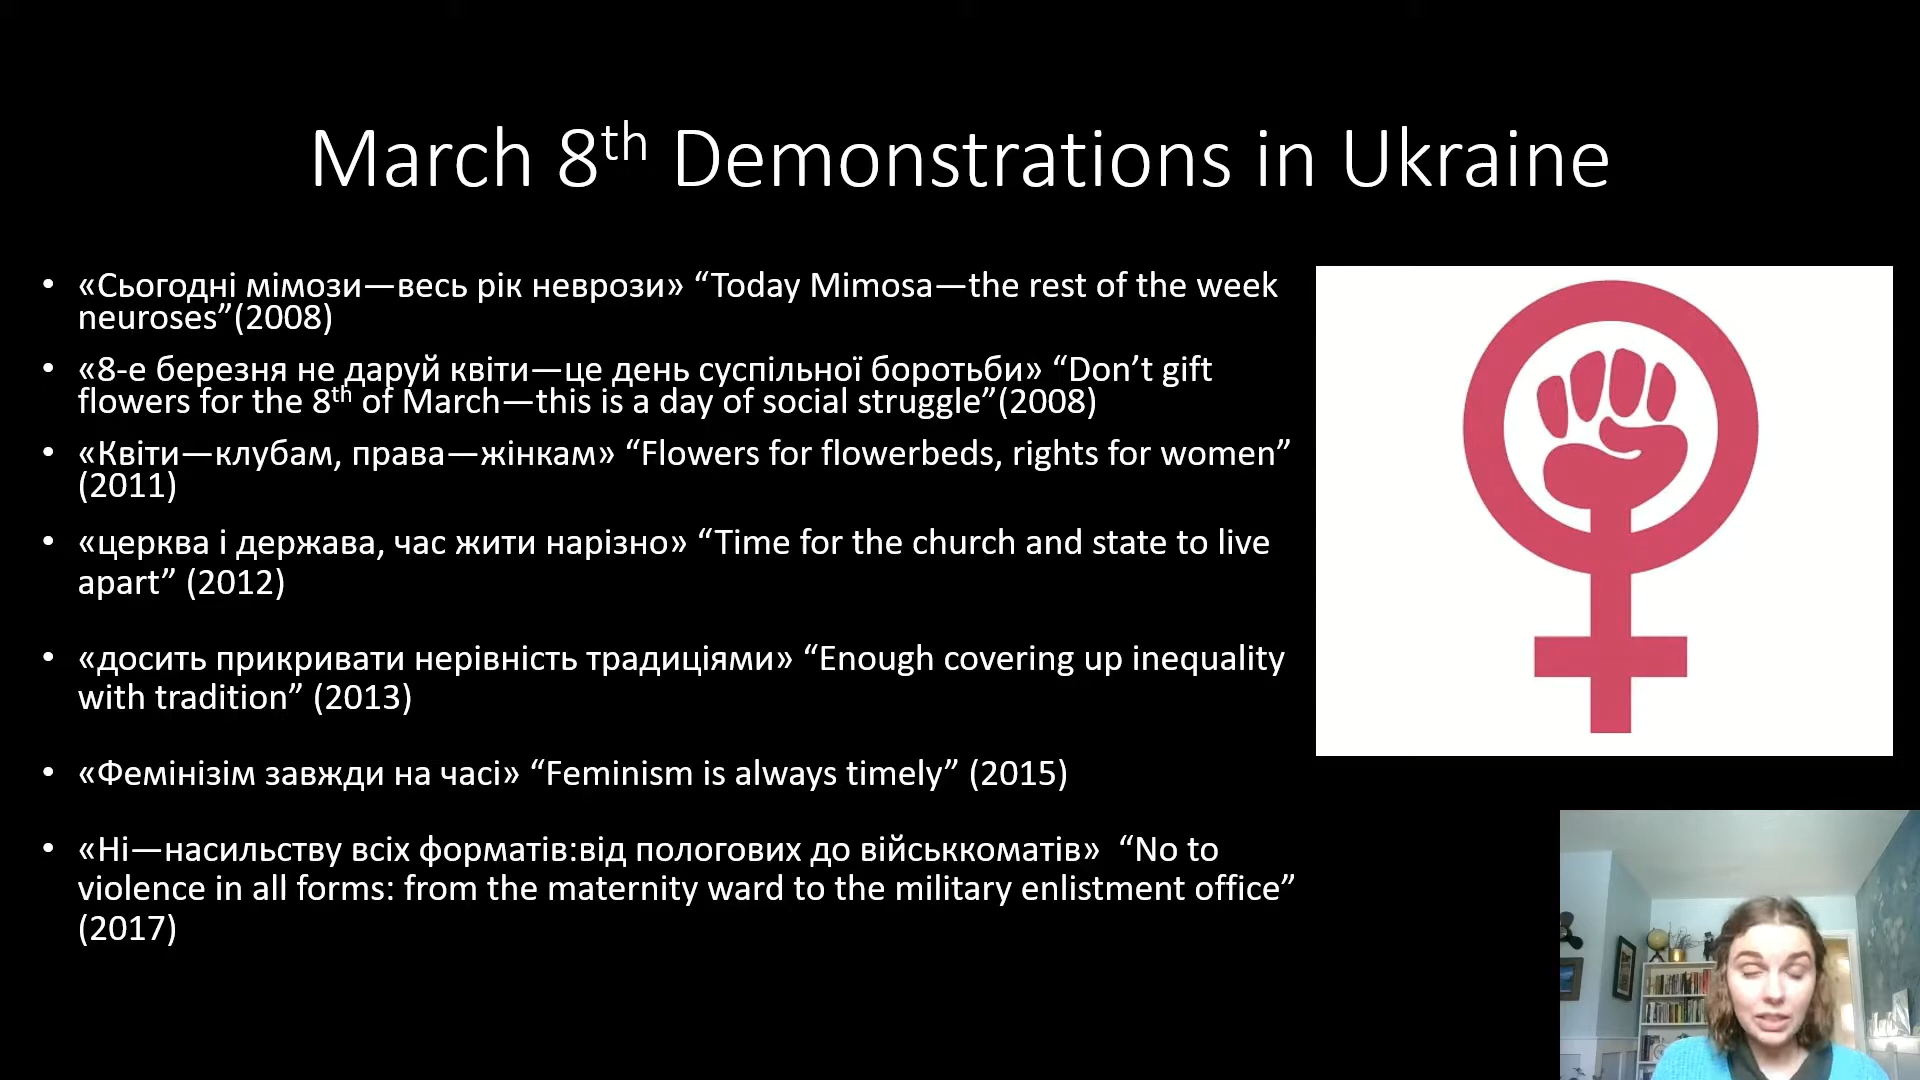 March 8th Demonstrations in Ukraine
• «Сьогодні мімози—весь рік неврози» “Today Mimosa—the rest of the week
neuroses”(2008)
• «8-е березня не даруй квіти—це день суспільної боротьби» “Don’t gift
flowers for the 8th of March—this is a day of social struggle”(2008)
• «Квіти—клубам, права—жінкам» “Flowers for flowerbeds, rights for women”
(2011)
• «церква і держава, час жити нарізно» “Time for the church and state to live
apart” (2012)
• «досить прикривати нерівність традиціями» “Enough covering up inequality
with tradition” (2013)
• «Фемінізім завжди на часі» “Feminism is always timely” (2015)
• «Ні—насильству всіх форматів:від пологових до військкоматів» “No to
violence in all forms: from the maternity ward to the military enlistment office”
(2017)